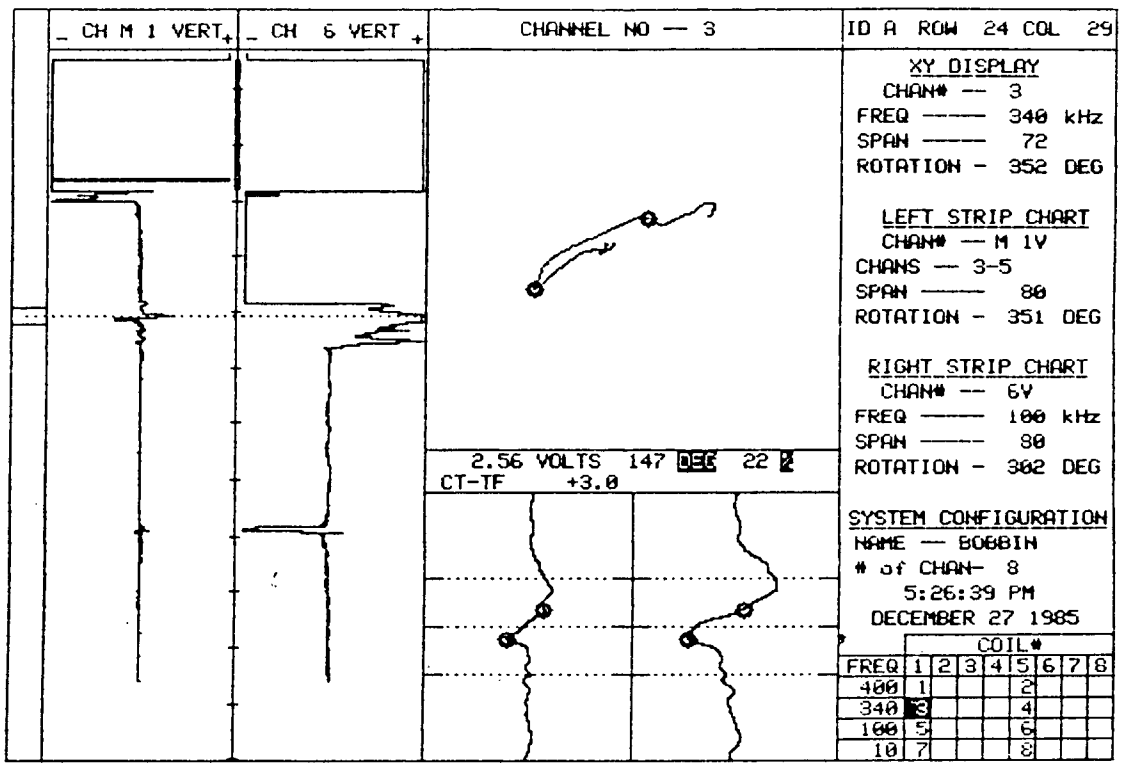 _ CH M 1 VERT + _ CH 6 VERT + CHANNEL NO -- 3 ID A ROW 24 COL 29
XY DISPLAY
CHAN# -- 3
FREQ ----- 340 kHz
SPAN ----- 72
ROTATION - 352 DEG
LEFT STRIP CHART
CHAN# -- M 1V
CHANS -- 3-5
SPAN ----- 80
ROTATION - 351 DEG
RIGHT STRIP CHART
CHAN# -- 6V
FREQ ----- 100 kHz
SPAN ----- 80
ROTATION - 302 DEG
2.56 VOLTS 147 DEG 22 %
CT-TF +3.0
SYSTEM CONFIGURATION
NAME -- BOBBIN
# of CHAN- 8
5:26:39 PM
DECEMBER 27 1985
COIL#
FREQ 1 2 3 4 5 6 7 8
400 1 2
340 3 4
100 5 6
10 7 8